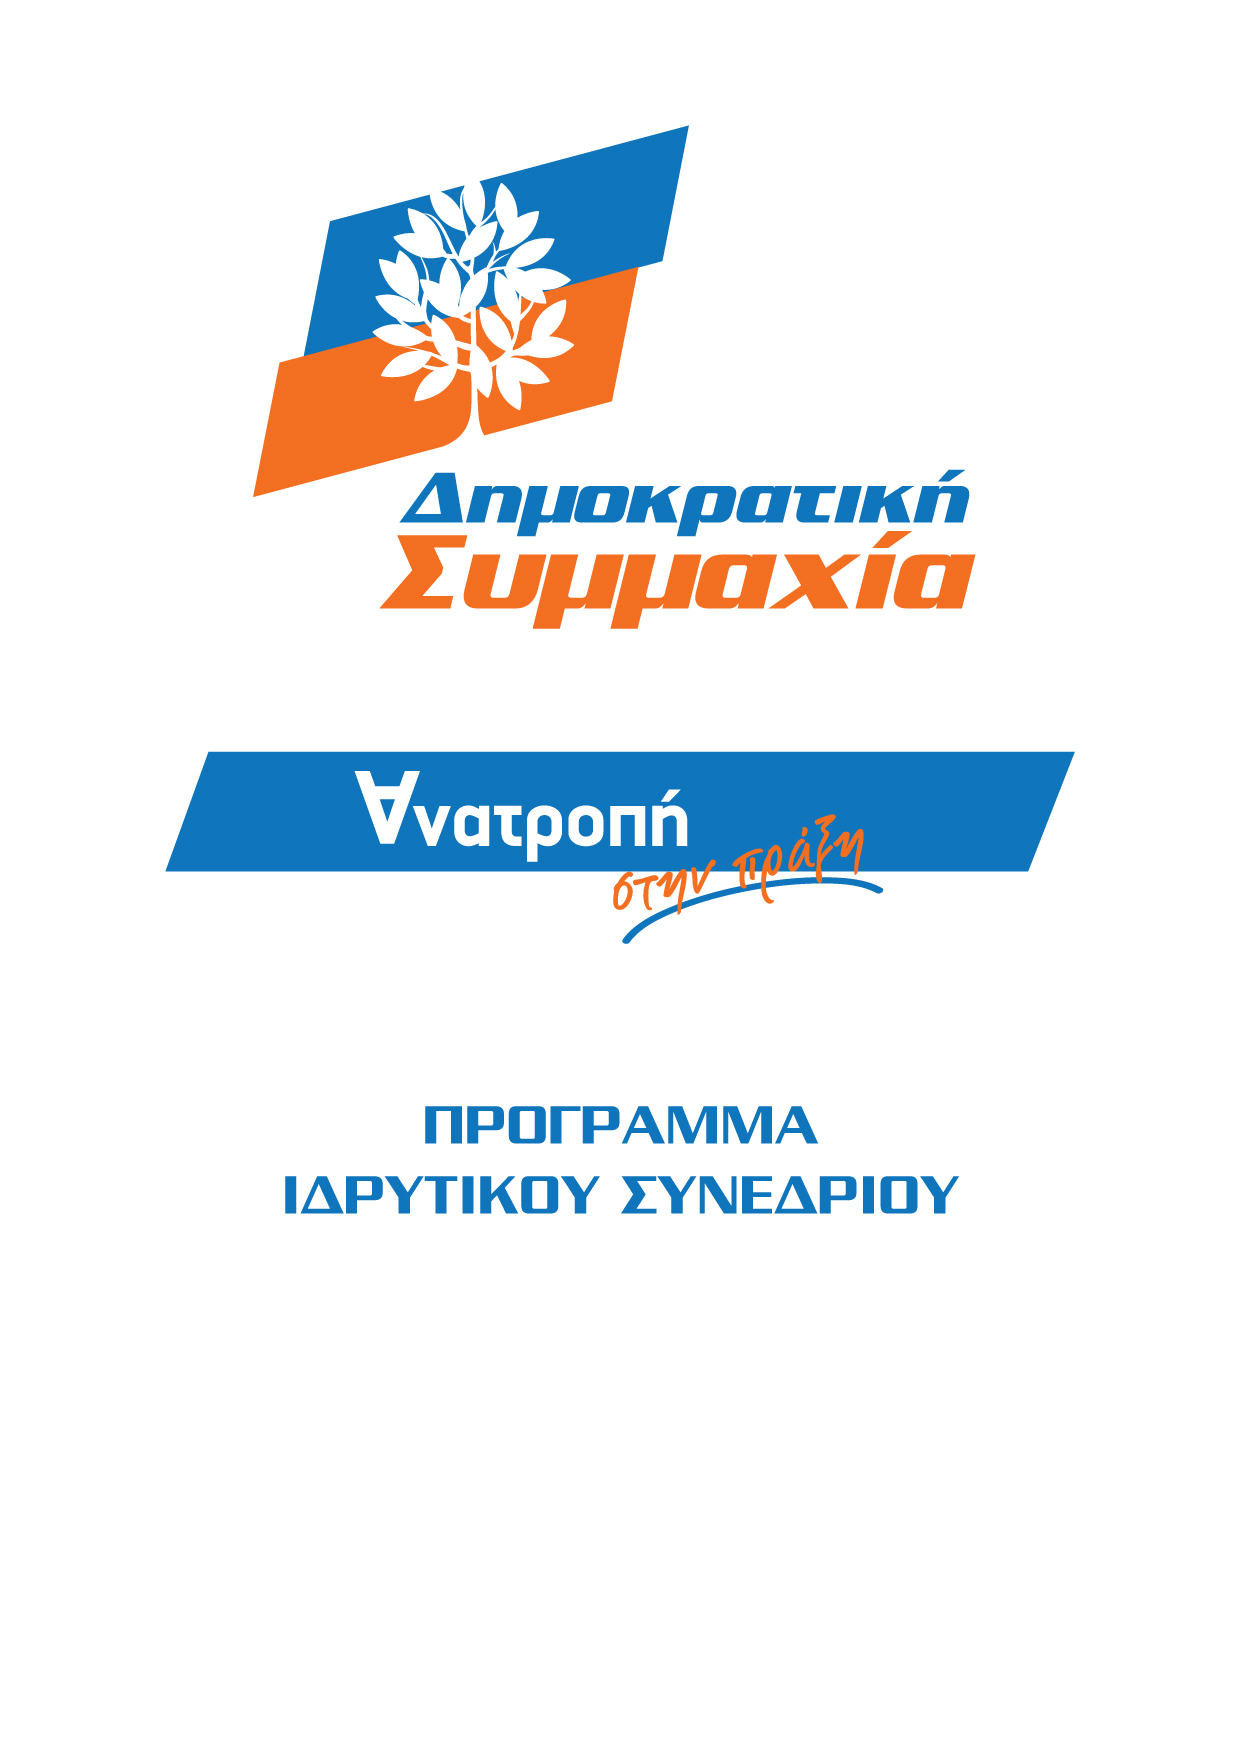 Δημοκρατική
Συμμαχία
Ανατροπή
στην πράξη
ΠΡΟΓΡΑΜΜΑ
ΙΔΡΥΤΙΚΟΥ ΣΥΝΕΔΡΙΟΥ